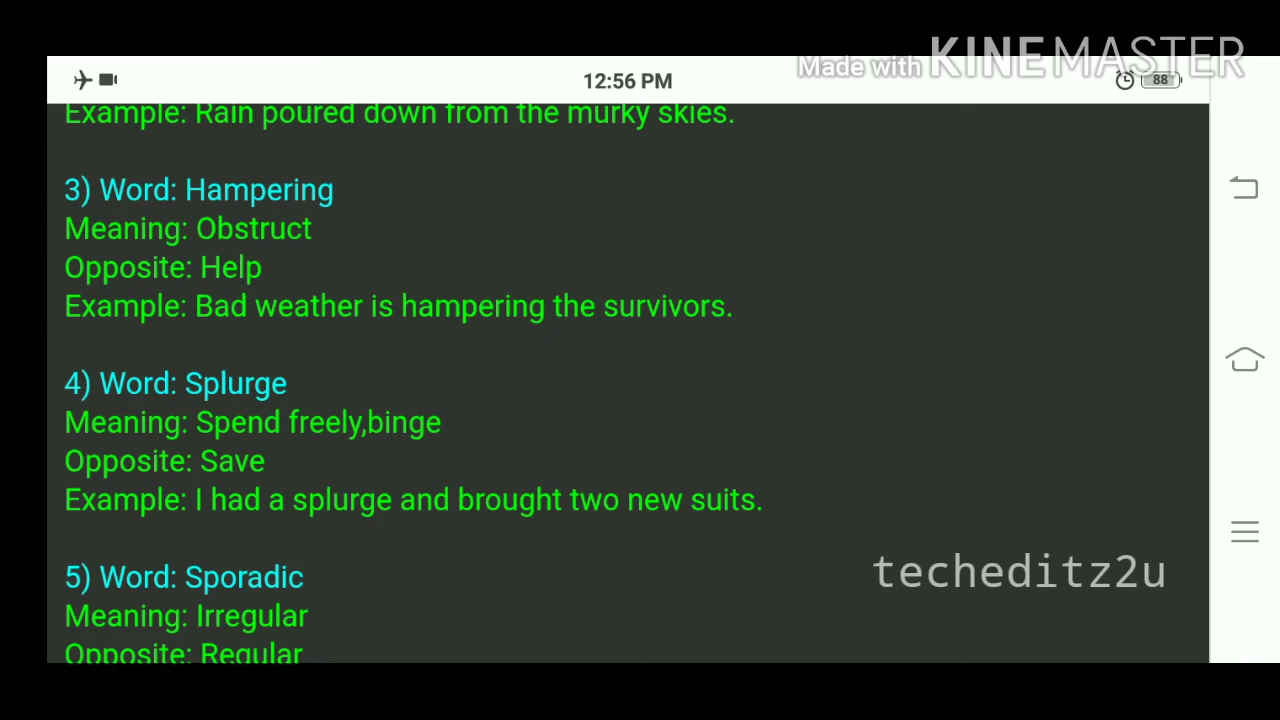 Made with KINEMASTER
12:56 PM
88
Example: Rain poured down from the murky skies.
3) Word: Hampering
Meaning: Obstruct
Opposite: Help
Example: Bad weather is hampering the survivors.
4) Word: Splurge
Meaning: Spend freely,binge
Opposite: Save
Example: I had a splurge and brought two new suits.
5) Word: Sporadic
Meaning: Irregular
Opposite: Regular
techeditz2u